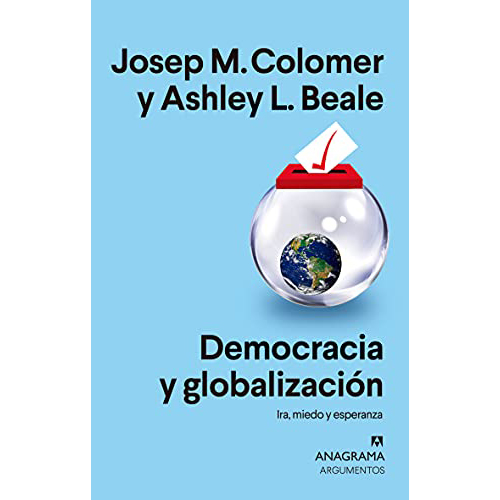 Josep M. Colomer
y Ashley L. Beale
Democracia
y globalización
Ira, miedo y esperanza
ANAGRAMA
ARGUMENTOS